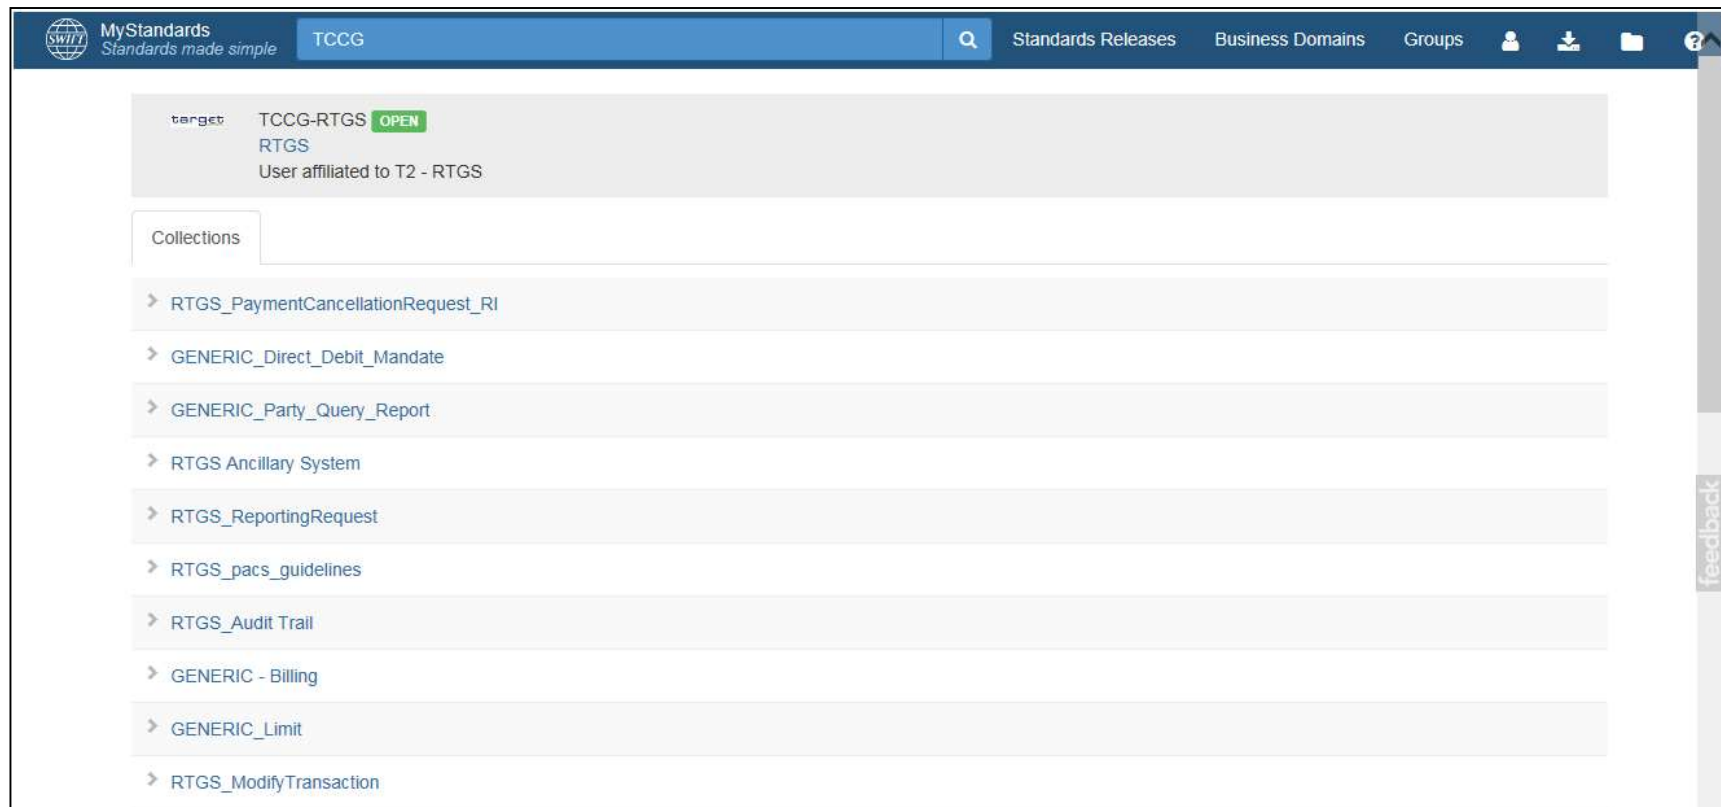 SWIFT
MyStandards
Standards made simple
TCCG
Standards Releases
Business Domains
Groups
?
target
TCCG-RTGS OPEN
RTGS
User affiliated to T2 - RTGS
Collections
RTGS_PaymentCancellationRequest_RI
GENERIC_Direct_Debit_Mandate
GENERIC_Party_Query_Report
RTGS Ancillary System
RTGS_ReportingRequest
RTGS_pacs_guidelines
RTGS_Audit Trail
GENERIC - Billing
GENERIC_Limit
RTGS_ModifyTransaction
feedback